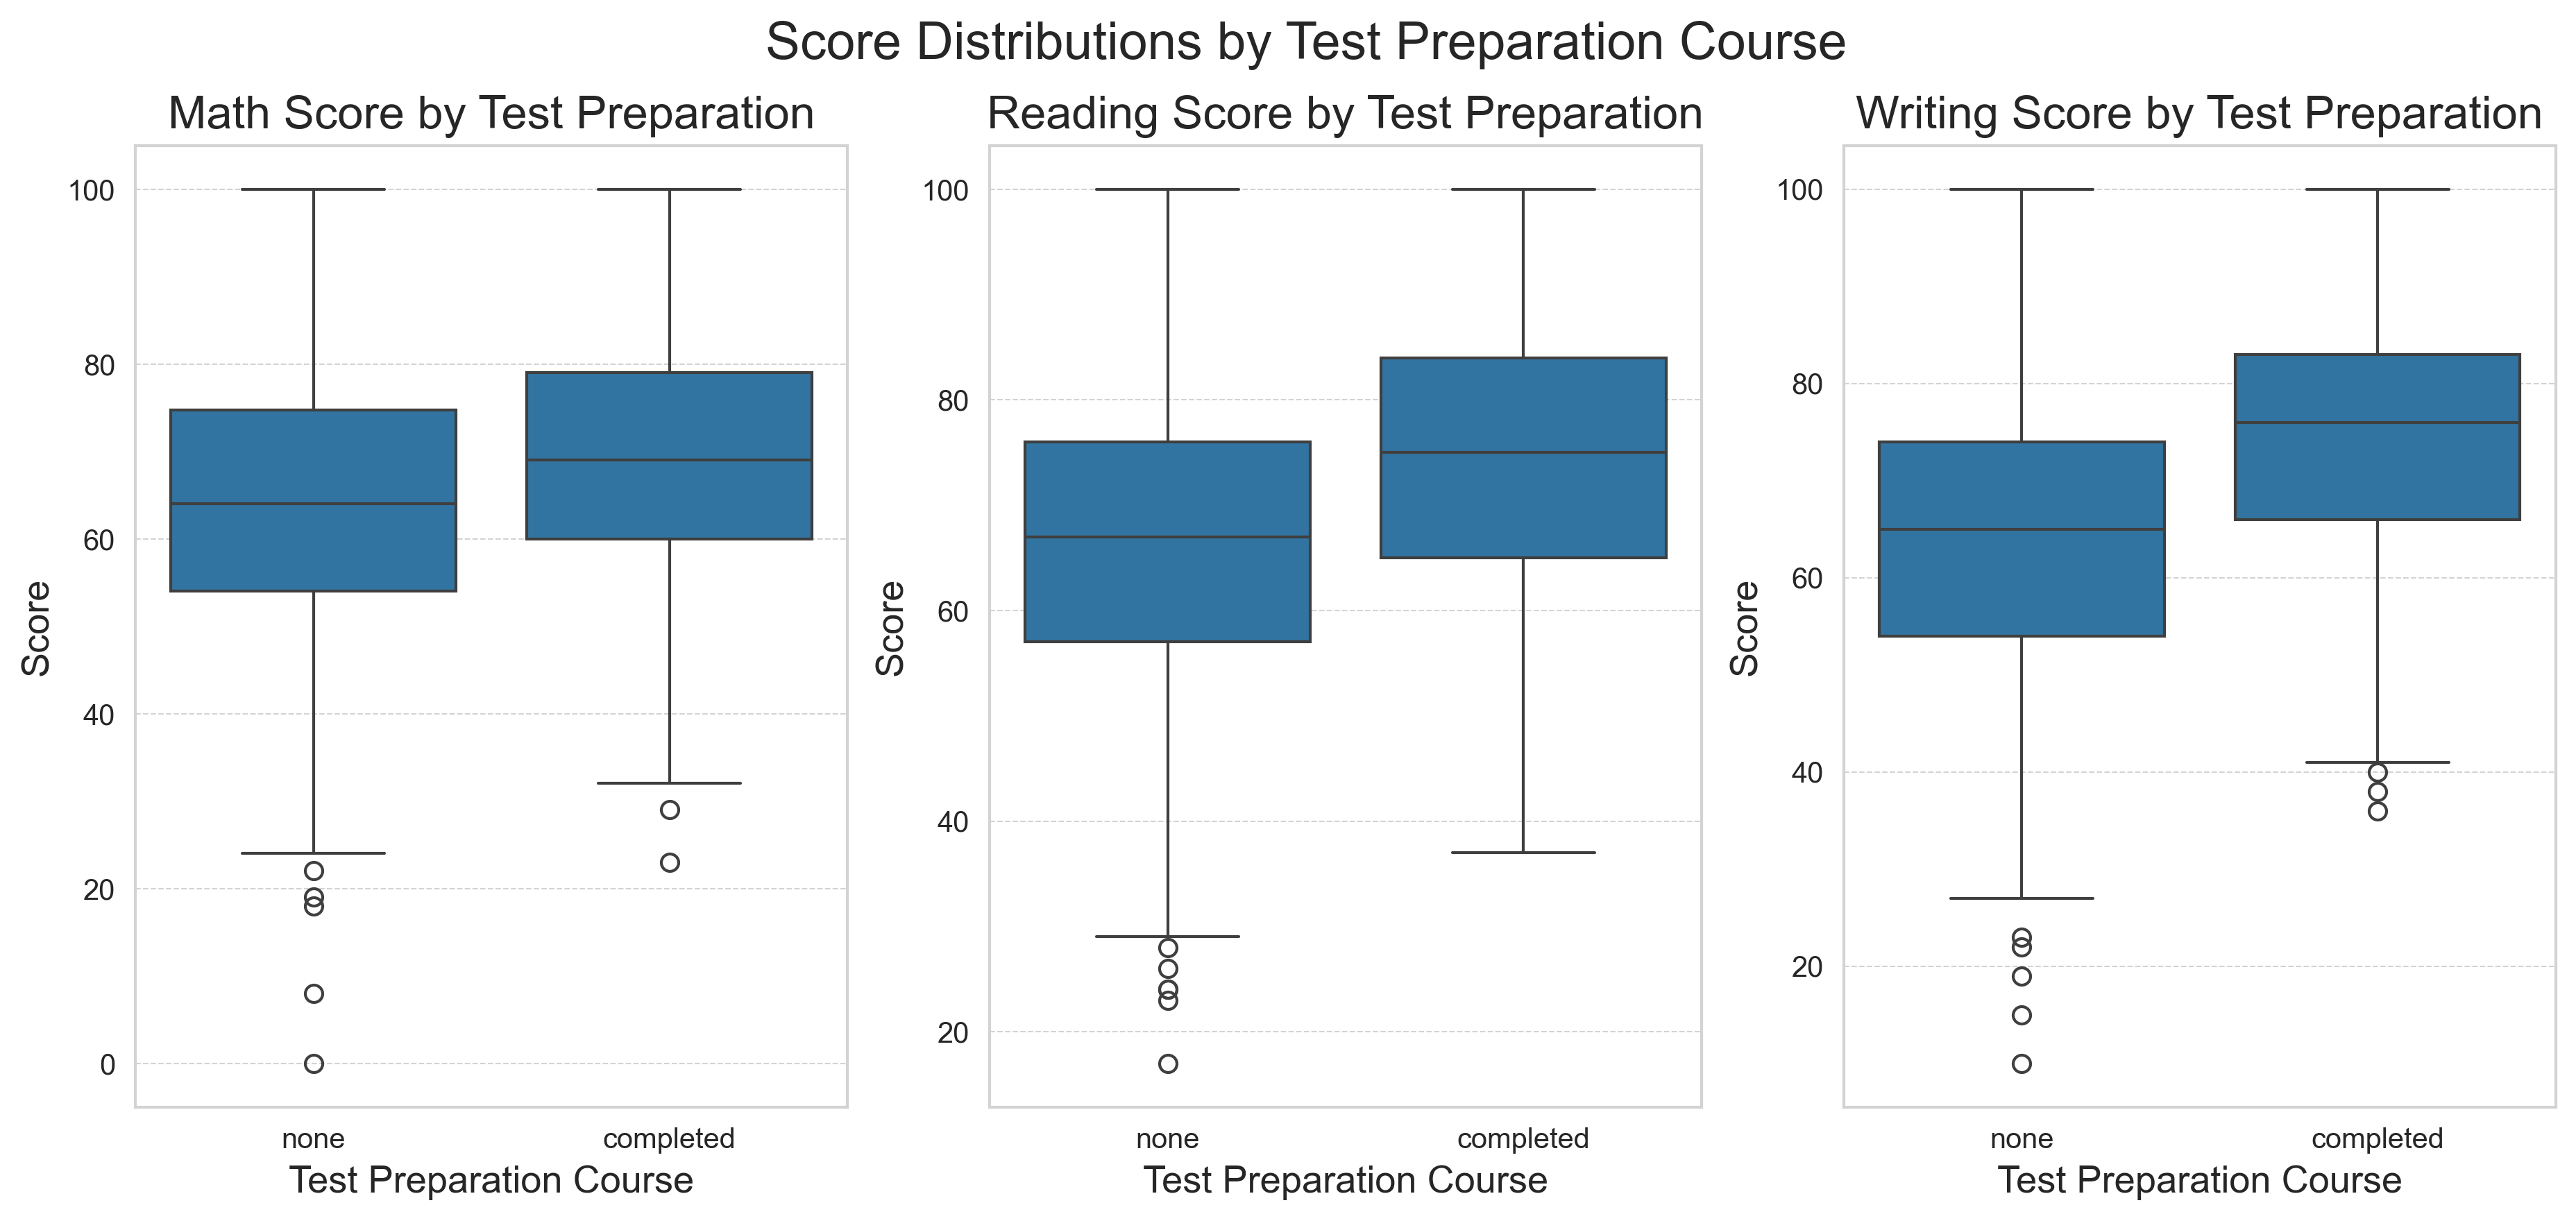 Score Distributions by Test Preparation Course
Math Score by Test Preparation
100
80
60
40
20
0
Score
none completed
Test Preparation Course
Reading Score by Test Preparation
100
80
60
40
20
Score
none completed
Test Preparation Course
Writing Score by Test Preparation
100
80
60
40
20
Score
none completed
Test Preparation Course